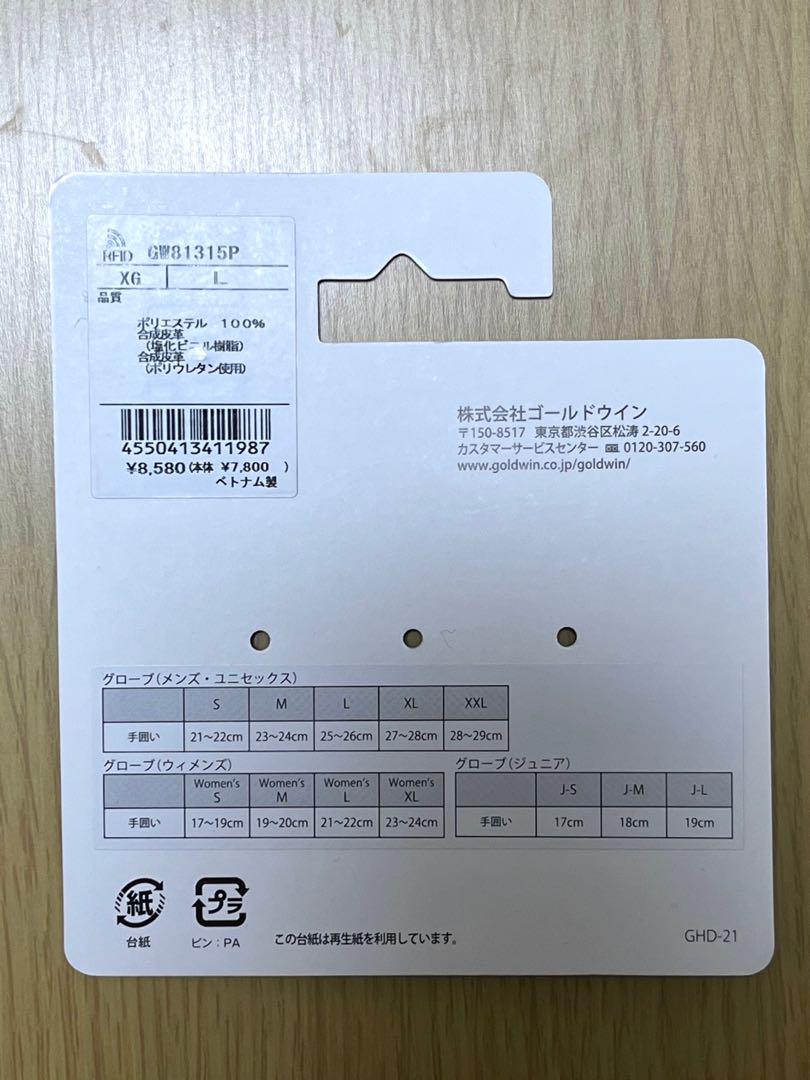 RFID GW81315P
XG L
品質
ポリエステル 100%
合成皮革
(塩化ビニル樹脂)
合成皮革
(ポリウレタン使用)
4550413411987
¥8,580(本体 ¥7,800 )
ベトナム製
株式会社ゴールドウイン
〒150-8517 東京都渋谷区松涛 2-20-6
カスタマーサービスセンター 0120-307-560
www.goldwin.co.jp/goldwin/
グローブ(メンズ・ユニセックス)
S M L XL XXL
手囲い 21〜22cm 23〜24cm 25〜26cm 27〜28cm 28〜29cm
グローブ(ウィメンズ)
Women's S Women's M Women's L Women's XL
手囲い 17〜19cm 19〜20cm 21〜22cm 23〜24cm
グローブ(ジュニア)
J-S J-M J-L
手囲い 17cm 18cm 19cm
紙
台紙
プラ
ピン:PA
この台紙は再生紙を利用しています。
GHD-21